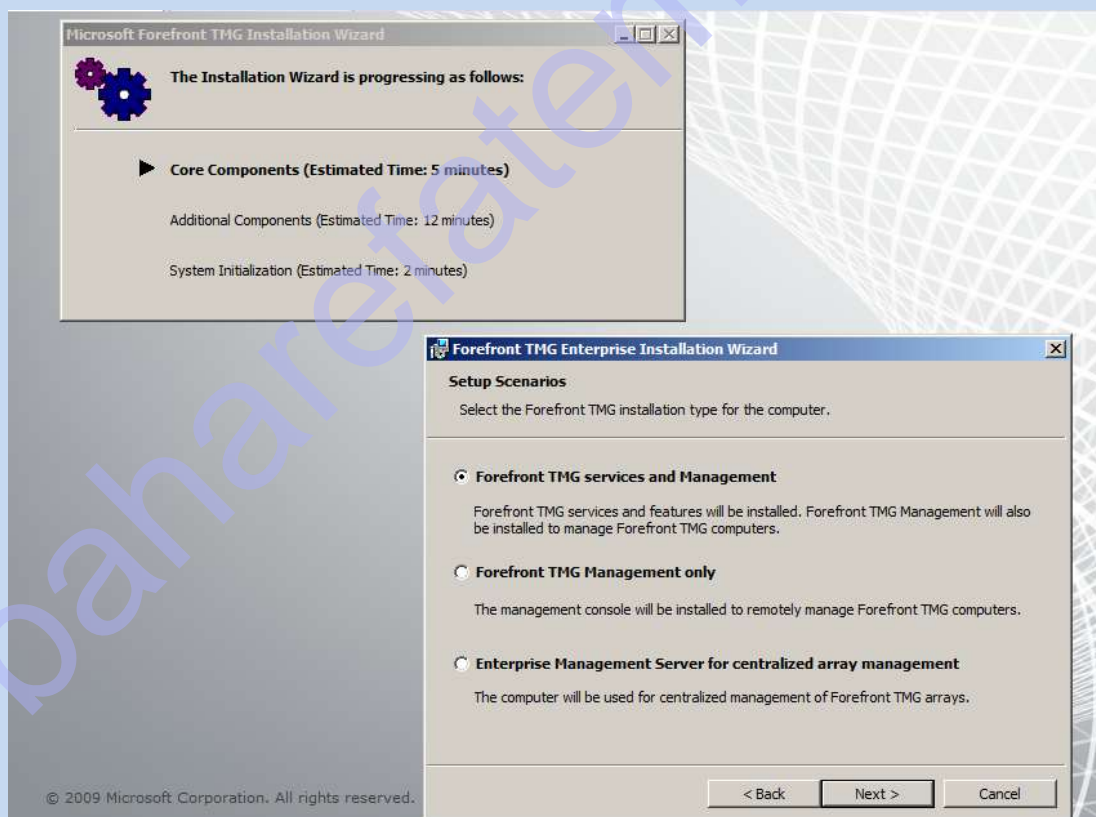 Microsoft Forefront TMG Installation Wizard
The Installation Wizard is progressing as follows:
Core Components (Estimated Time: 5 minutes)
Additional Components (Estimated Time: 12 minutes)
System Initialization (Estimated Time: 2 minutes)
Forefront TMG Enterprise Installation Wizard
Setup Scenarios
Select the Forefront TMG installation type for the computer.
Forefront TMG services and Management
Forefront TMG services and features will be installed. Forefront TMG Management will also
be installed to manage Forefront TMG computers.
Forefront TMG Management only
The management console will be installed to remotely manage Forefront TMG computers.
Enterprise Management Server for centralized array management
The computer will be used for centralized management of Forefront TMG arrays.
< Back Next > Cancel
© 2009 Microsoft Corporation. All rights reserved.